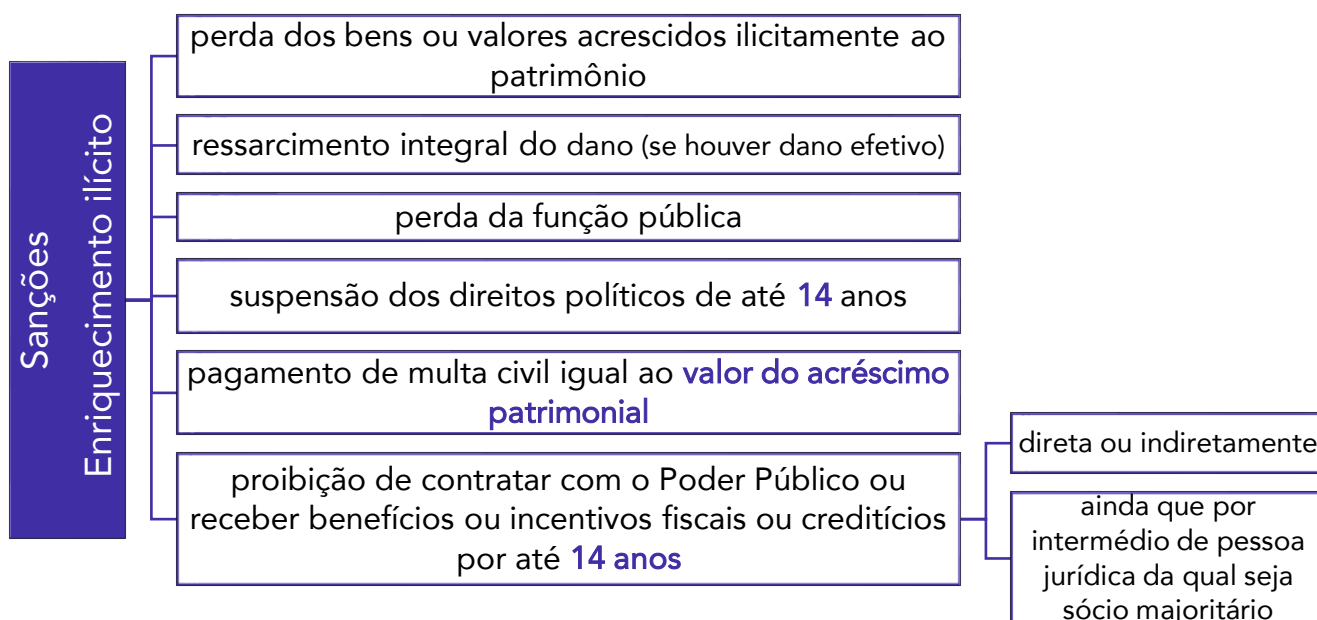 Sanções
Enriquecimento ilícito
perda dos bens ou valores acrescidos ilicitamente ao
patrimônio
ressarcimento integral do dano (se houver dano efetivo)
perda da função pública
suspensão dos direitos políticos de até 14 anos
pagamento de multa civil igual ao valor do acréscimo
patrimonial
proibição de contratar com o Poder Público ou
receber benefícios ou incentivos fiscais ou creditícios
por até 14 anos
direta ou indiretamente
ainda que por
intermédio de pessoa
jurídica da qual seja
sócio majoritário